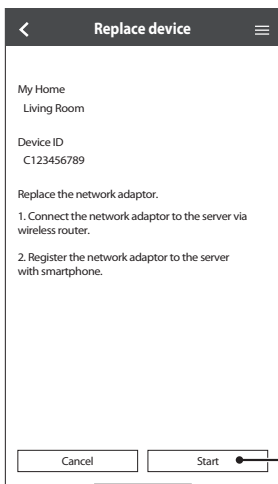 Replace device
My Home
Living Room
Device ID
C123456789
Replace the network adaptor.
1. Connect the network adaptor to the server via
wireless router.
2. Register the network adaptor to the server
with smartphone.
Cancel Start